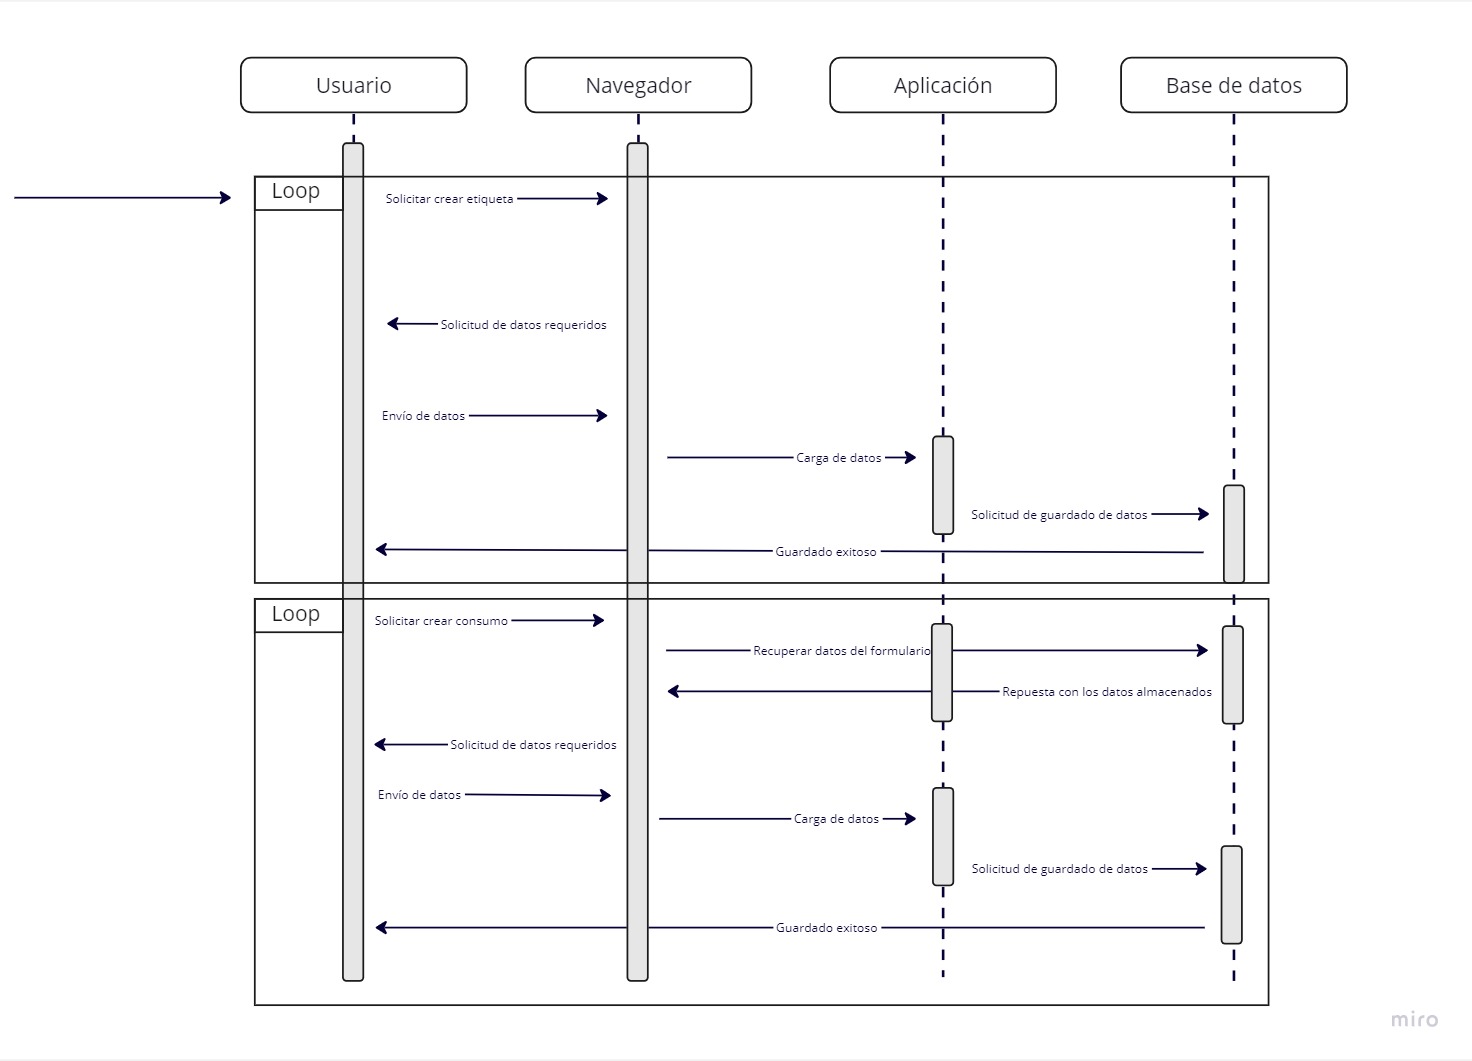 Usuario
Navegador
Aplicación
Base de datos
Loop
Solicitar crear etiqueta
Solicitud de datos requeridos
Envío de datos
Carga de datos
Solicitud de guardado de datos
Guardado exitoso
Loop
Solicitar crear consumo
Recuperar datos del formulario
Repuesta con los datos almacenados
Solicitud de datos requeridos
Envío de datos
Carga de datos
Solicitud de guardado de datos
Guardado exitoso
miro